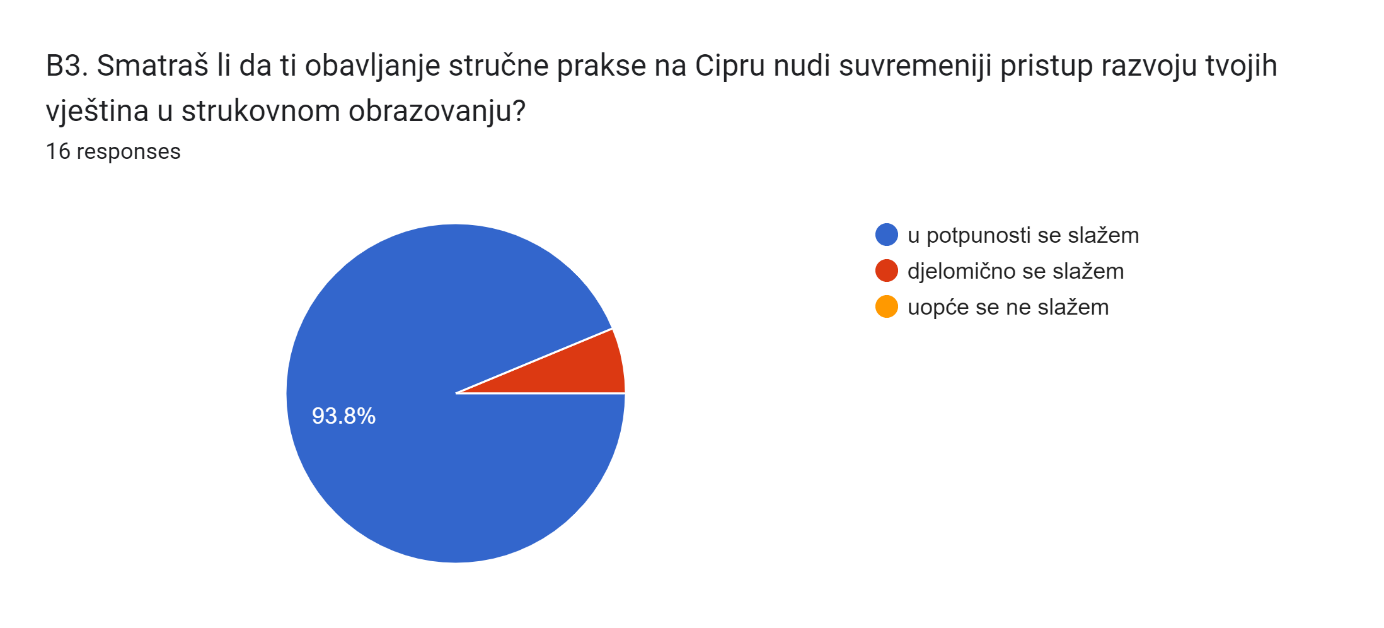 B3. Smatraš li da ti obavljanje stručne prakse na Cipru nudi suvremeniji pristup razvoju tvojih
vještina u strukovnom obrazovanju?
16 responses
u potpunosti se slažem
djelomično se slažem
uopće se ne slažem
93.8%